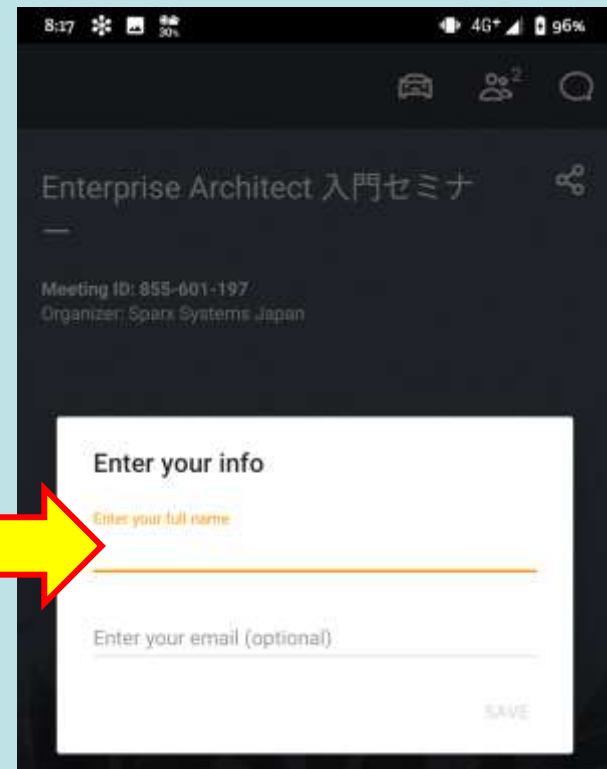 8:17
30%
4G+
96%
2
Enterprise Architect 入門セミナ
ー
Meeting ID: 855-601-197
Organizer: Sparx Systems Japan
Enter your info
Enter your full name
Enter your email (optional)
SAVE